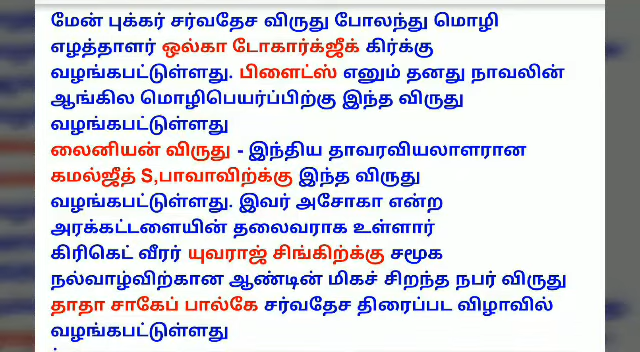 மேன் புக்கர் சர்வதேச விருது போலந்து மொழி
எழத்தாளர் ஒல்கா டோகார்க்ஜீக் கிர்க்கு
வழங்கபட்டுள்ளது. பிளைட்ஸ் எனும் தனது நாவலின்
ஆங்கில மொழிபெயர்ப்பிற்கு இந்த விருது
வழங்கபட்டுள்ளது
லைனியன் விருது - இந்திய தாவரவியலாளரான
கமல்ஜீத் S,பாவாவிற்க்கு இந்த விருது
வழங்கபட்டுள்ளது. இவர் அசோகா என்ற
அரக்கட்டளையின் தலைவராக உள்ளார்
கிரிகெட் வீரர் யுவராஜ் சிங்கிற்க்கு சமூக
நல்வாழ்விற்கான ஆண்டின் மிகச் சிறந்த நபர் விருது
தாதா சாகேப் பால்கே சர்வதேச திரைப்பட விழாவில்
வழங்கபட்டுள்ளது